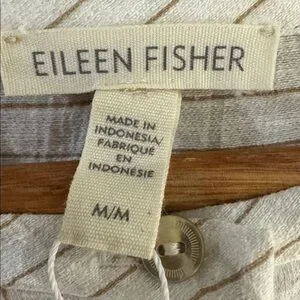 EILEEN FISHER
MADE IN
INDONESIA/
FABRIQUÉ
EN
INDONÉSIE
M/M